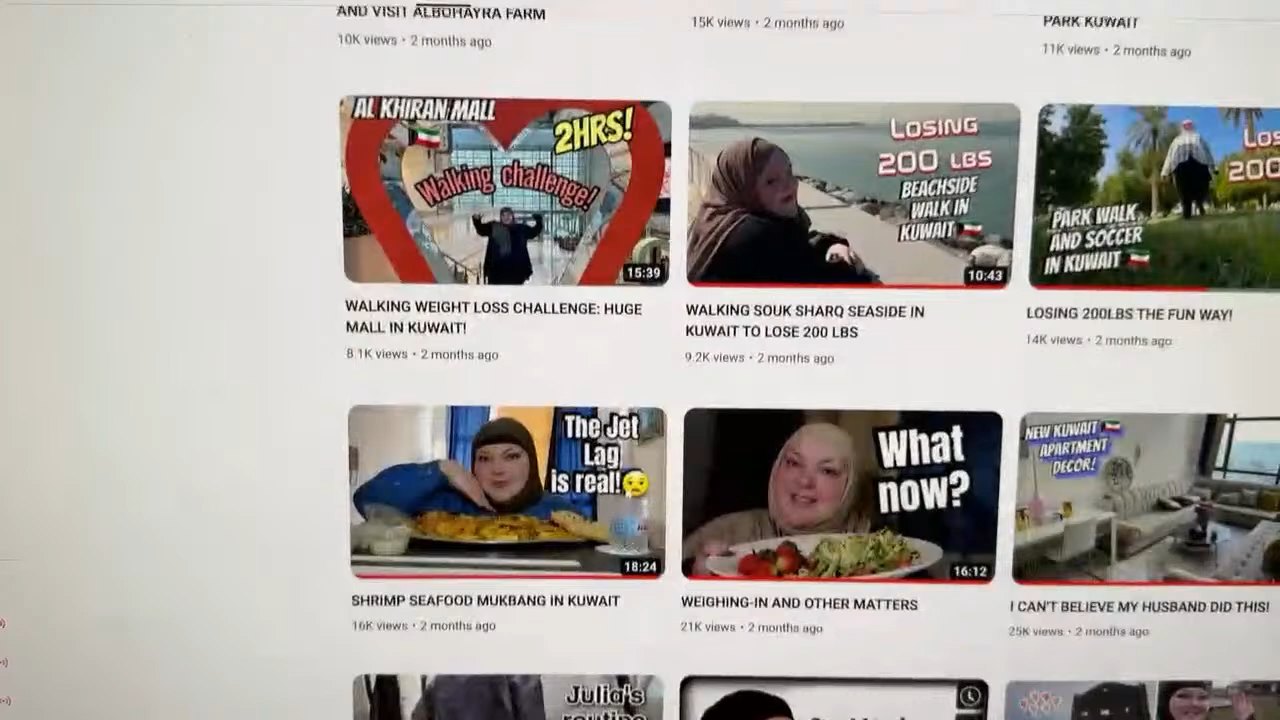 AND VISIT ALBOHAYRA FARM
10K views • 2 months ago
15K views • 2 months ago
PARK KUWAIT
11K views • 2 months ago
AL KHIRAN MALL
2HRS!
Walking challenge!
15:39
WALKING WEIGHT LOSS CHALLENGE: HUGE
MALL IN KUWAIT!
8.1K views • 2 months ago
LOSING
200 LBS
BEACHSIDE
WALK IN
KUWAIT
10:43
WALKING SOUK SHARQ SEASIDE IN
KUWAIT TO LOSE 200 LBS
9.2K views • 2 months ago
PARK WALK
AND SOCCER
IN KUWAIT
LOSING 200LBS THE FUN WAY!
14K views • 2 months ago
The Jet
Lag
is real!
18:24
SHRIMP SEAFOOD MUKBANG IN KUWAIT
16K views • 2 months ago
What
now?
16:12
WEIGHING-IN AND OTHER MATTERS
21K views • 2 months ago
NEW KUWAIT
APARTMENT
DECOR!
I CAN'T BELIEVE MY HUSBAND DID THIS!
25K views • 2 months ago
Julia's
routine